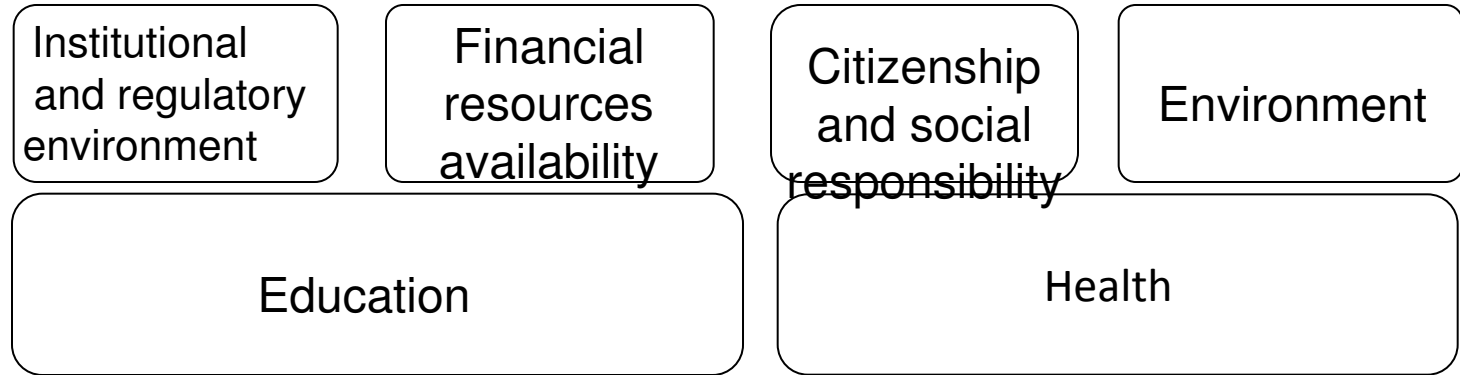 Institutional
and regulatory
environment
Financial
resources
availability
Citizenship
and social
responsibility
Environment
Education
Health